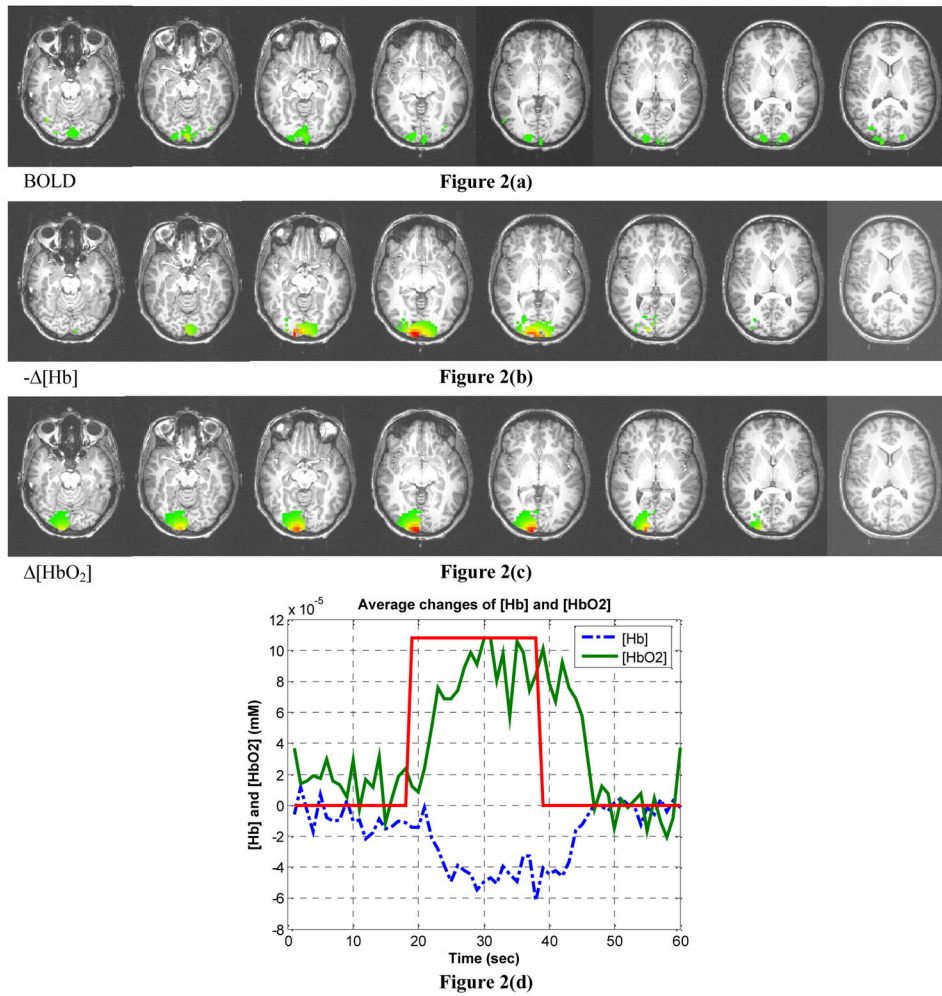 BOLD
Figure 2(a)
-Δ[Hb]
Figure 2(b)
Δ[HbO₂]
Figure 2(c)
Average changes of [Hb] and [HbO2]
x 10⁻⁵
12
10
8
6
4
2
0
-2
-4
-6
-8
[Hb] and [HbO2] (mM)
[Hb]
[HbO2]
0 10 20 30 40 50 60
Time (sec)
Figure 2(d)